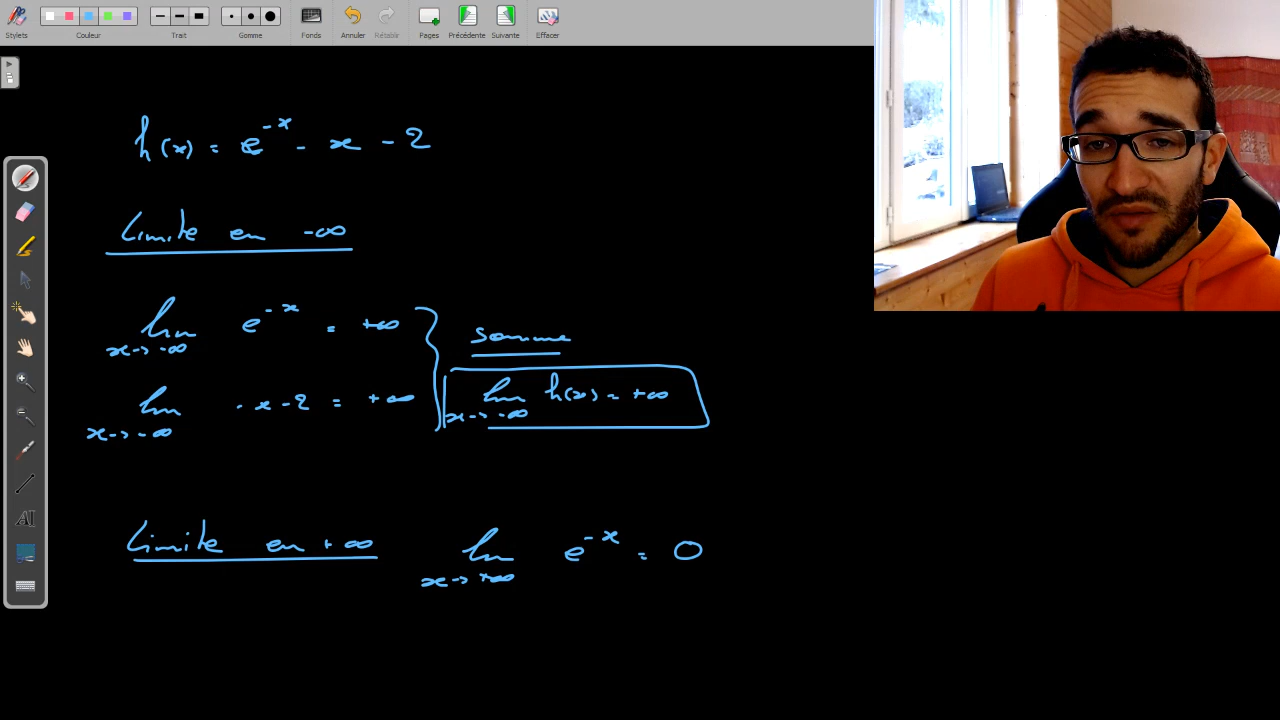 Stylets Couleur Trait Gomme Fonds Annuler Rétablir Pages Précédente Suivante Effacer
h(x) = e^{-x} - x - 2
Limite en -∞
lim x→-∞ e^{-x} = +∞
somme
lim x→-∞ -x-2 = +∞
lim x→-∞ h(x) = +∞
Limite en +∞ lim x→+∞ e^{-x} = 0